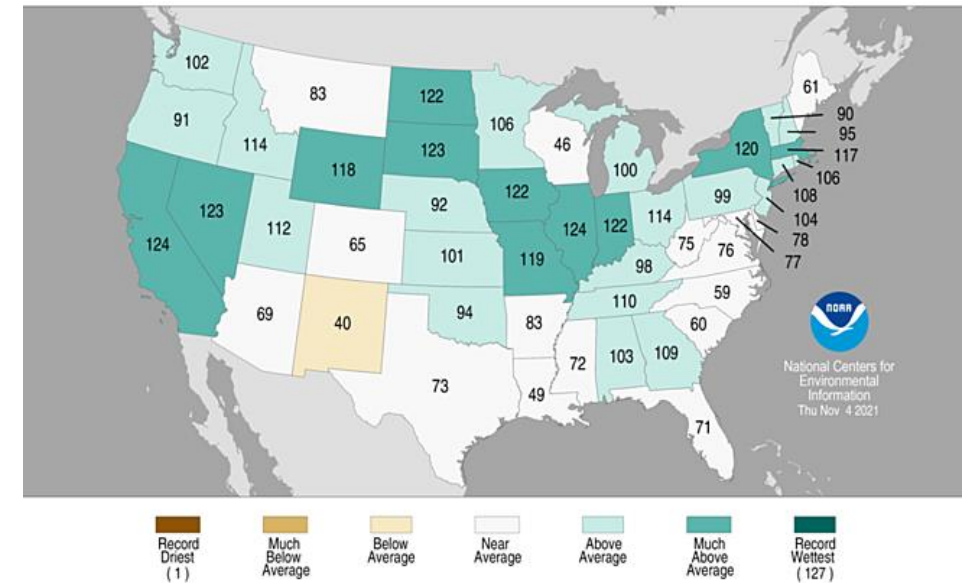 102
83
122
106
61
91
114
118
123
46
100
120
90
95
117
106
108
104
78
77
124
123
112
65
92
122
124
122
114
99
101
119
75
76
98
69
40
94
83
110
59
60
73
49
72
103
109
71
NOAA
National Centers for
Environmental
Information
Thu Nov 4 2021
Record
Driest
( 1 )
Much
Below
Average
Below
Average
Near
Average
Above
Average
Much
Above
Average
Record
Wettest
( 127 )